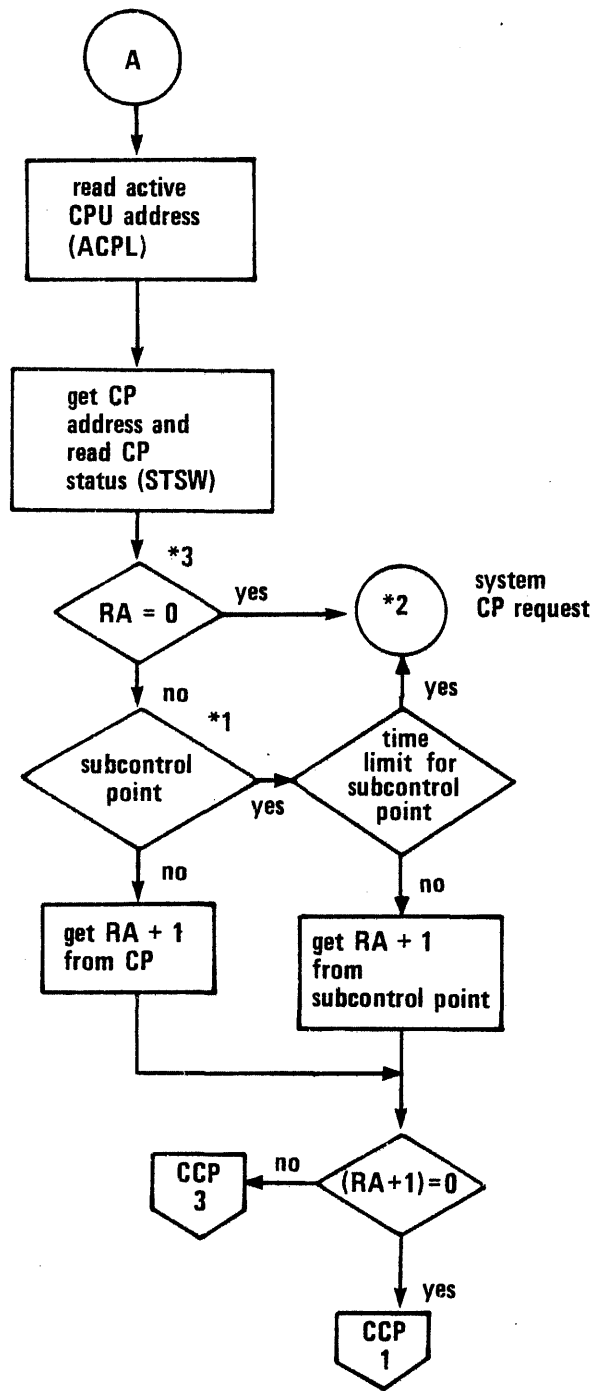 A
read active
CPU address
(ACPL)
get CP
address and
read CP
status (STSW)
*3
RA = 0
yes
*2
system
CP request
no
yes
*1
subcontrol
point
yes
time
limit for
subcontrol
point
no
no
get RA + 1
from CP
get RA + 1
from
subcontrol point
CCP
3
no
(RA+1)=0
yes
CCP
1